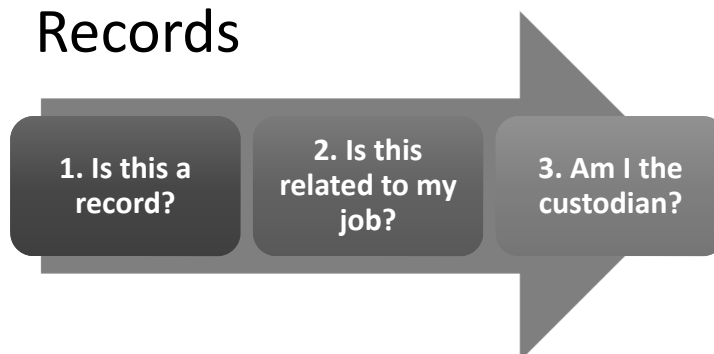 Records
1. Is this a
record?
2. Is this
related to my
job?
3. Am I the
custodian?